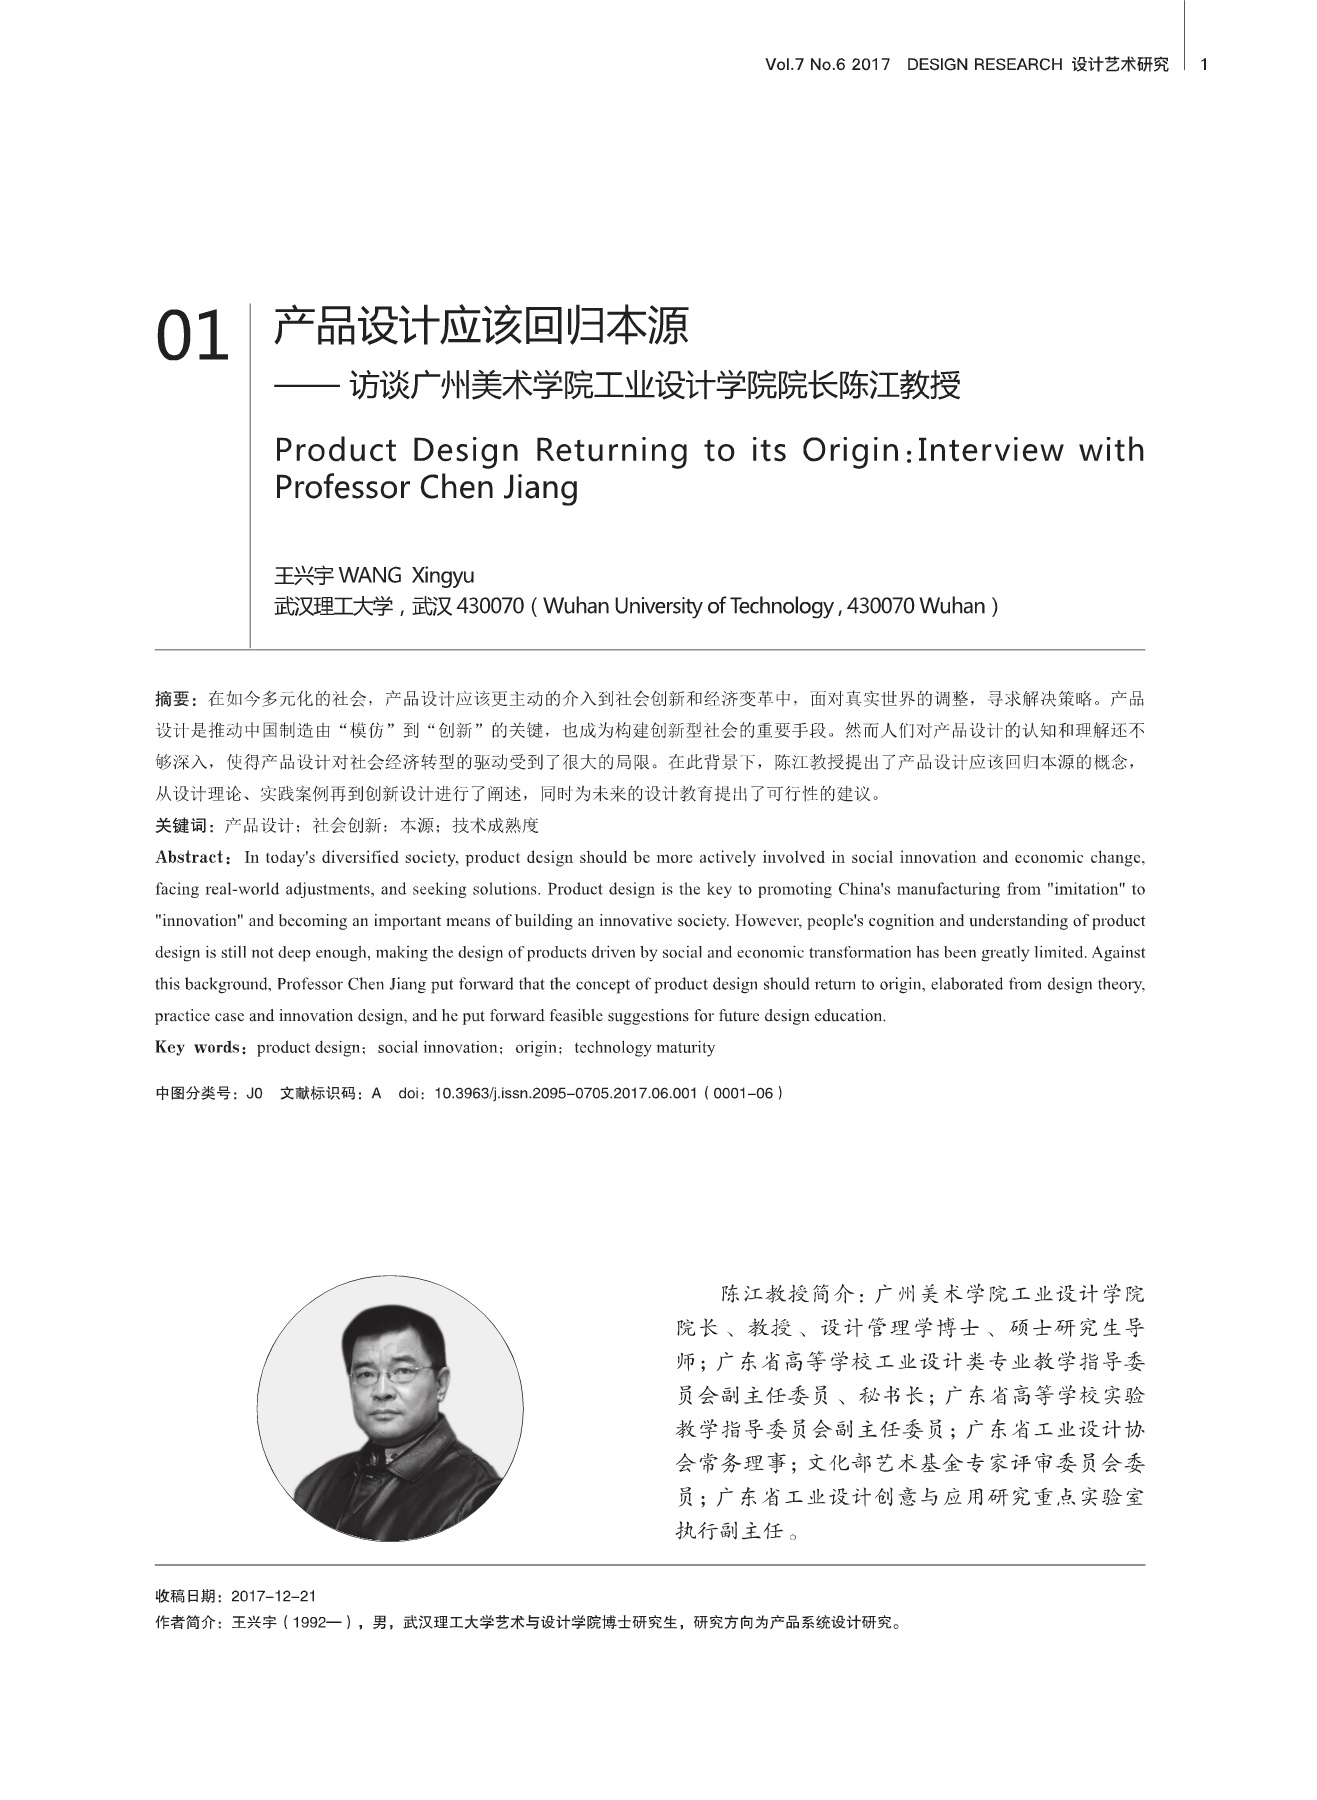 Vol.7 No.6 2017 DESIGN RESEARCH 设计艺术研究 1
01
产品设计应该回归本源
—— 访谈广州美术学院工业设计学院院长陈江教授
Product Design Returning to its Origin:Interview with
Professor Chen Jiang
王兴宇 WANG Xingyu
武汉理工大学，武汉 430070（Wuhan University of Technology , 430070 Wuhan）
摘要：在如今多元化的社会，产品设计应该更主动的介入到社会创新和经济变革中，面对真实世界的调整，寻求解决策略。产品
设计是推动中国制造由“模仿”到“创新”的关键，也成为构建创新型社会的重要手段。然而人们对产品设计的认知和理解还不
够深入，使得产品设计对社会经济转型的驱动受到了很大的局限。在此背景下，陈江教授提出了产品设计应该回归本源的概念，
从设计理论、实践案例再到创新设计进行了阐述，同时为未来的设计教育提出了可行性的建议。
关键词：产品设计；社会创新；本源；技术成熟度
Abstract：In today's diversified society, product design should be more actively involved in social innovation and economic change,
facing real-world adjustments, and seeking solutions. Product design is the key to promoting China's manufacturing from "imitation" to
"innovation" and becoming an important means of building an innovative society. However, people's cognition and understanding of product
design is still not deep enough, making the design of products driven by social and economic transformation has been greatly limited. Against
this background, Professor Chen Jiang put forward that the concept of product design should return to origin, elaborated from design theory,
practice case and innovation design, and he put forward feasible suggestions for future design education.
Key words：product design；social innovation；origin；technology maturity
中图分类号：J0 文献标识码：A doi：10.3963/j.issn.2095-0705.2017.06.001（0001-06）
陈江教授简介：广州美术学院工业设计学院
院长、教授、设计管理学博士、硕士研究生导
师；广东省高等学校工业设计类专业教学指导委
员会副主任委员、秘书长；广东省高等学校实验
教学指导委员会副主任委员；广东省工业设计协
会常务理事；文化部艺术基金专家评审委员会委
员；广东省工业设计创意与应用研究重点实验室
执行副主任。
收稿日期：2017-12-21
作者简介：王兴宇（1992—），男，武汉理工大学艺术与设计学院博士研究生，研究方向为产品系统设计研究。